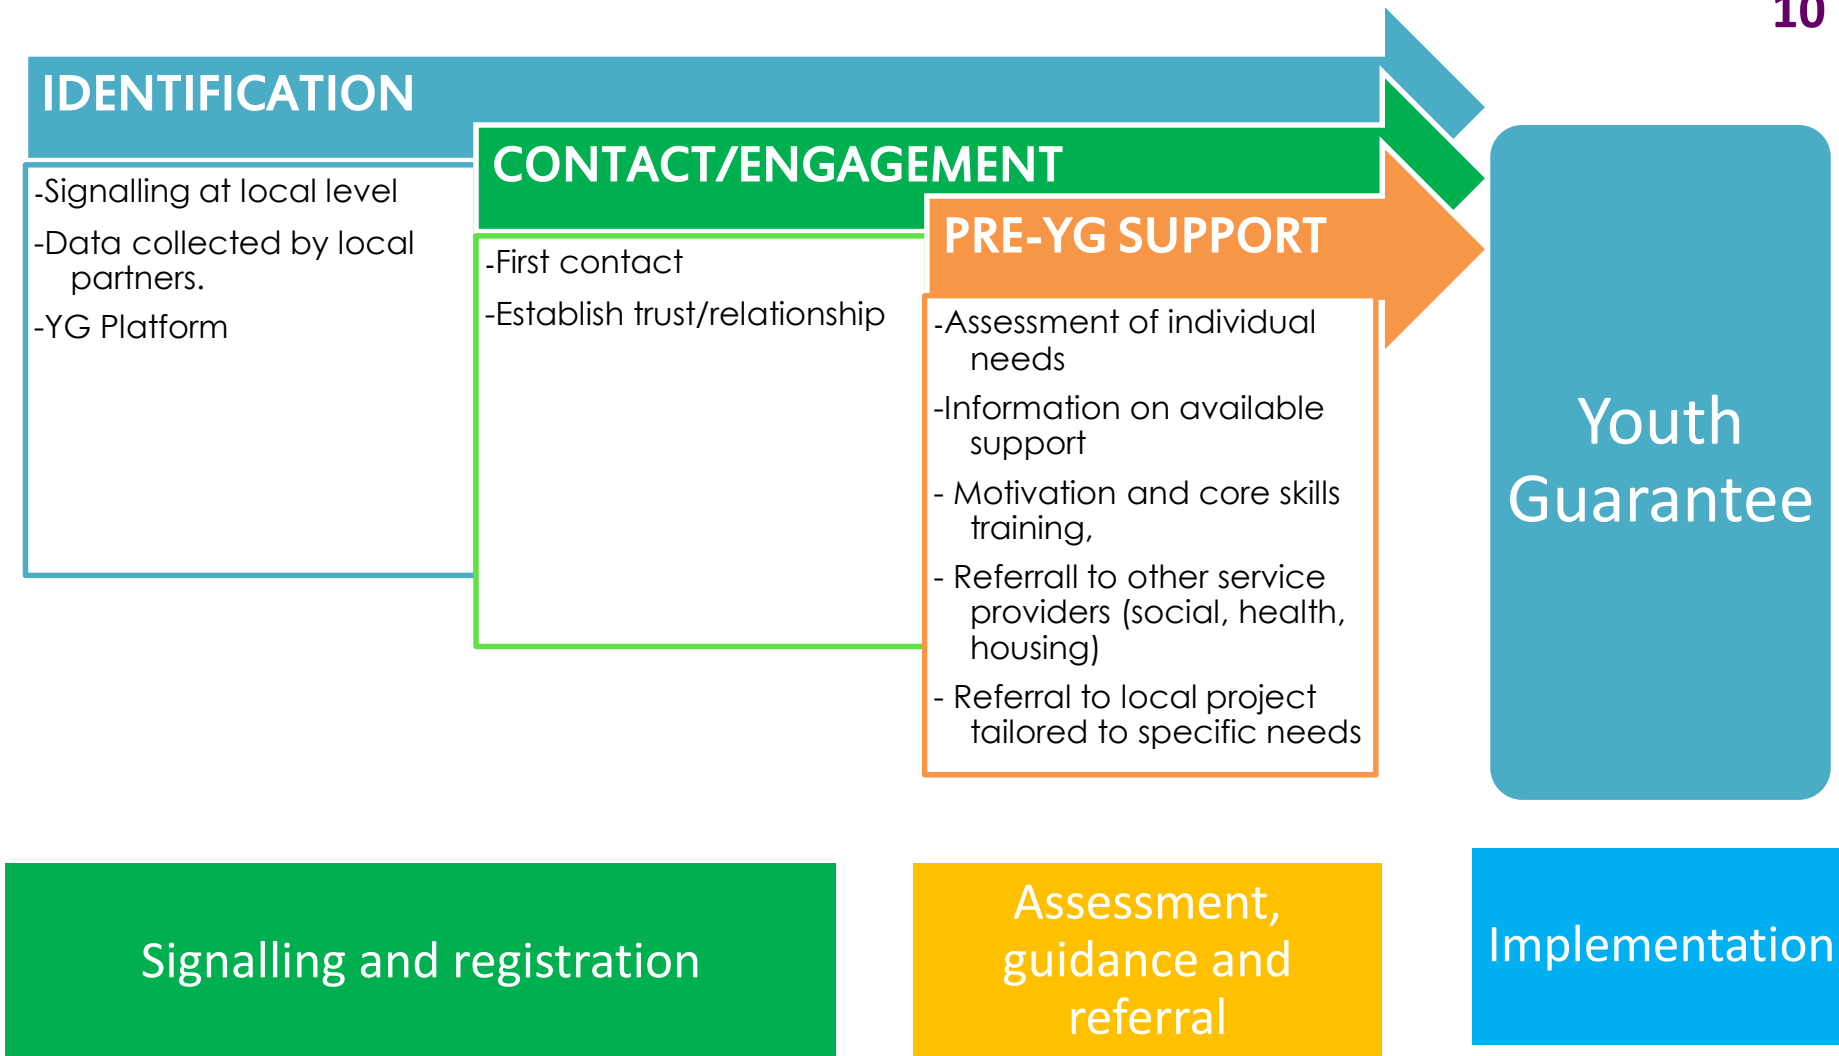 10
IDENTIFICATION
-Signalling at local level
-Data collected by local
partners.
-YG Platform
CONTACT/ENGAGEMENT
-First contact
-Establish trust/relationship
PRE-YG SUPPORT
-Assessment of individual
needs
-Information on available
support
- Motivation and core skills
training,
- Referrall to other service
providers (social, health,
housing)
- Referral to local project
tailored to specific needs
Youth
Guarantee
Signalling and registration
Assessment,
guidance and
referral
Implementation